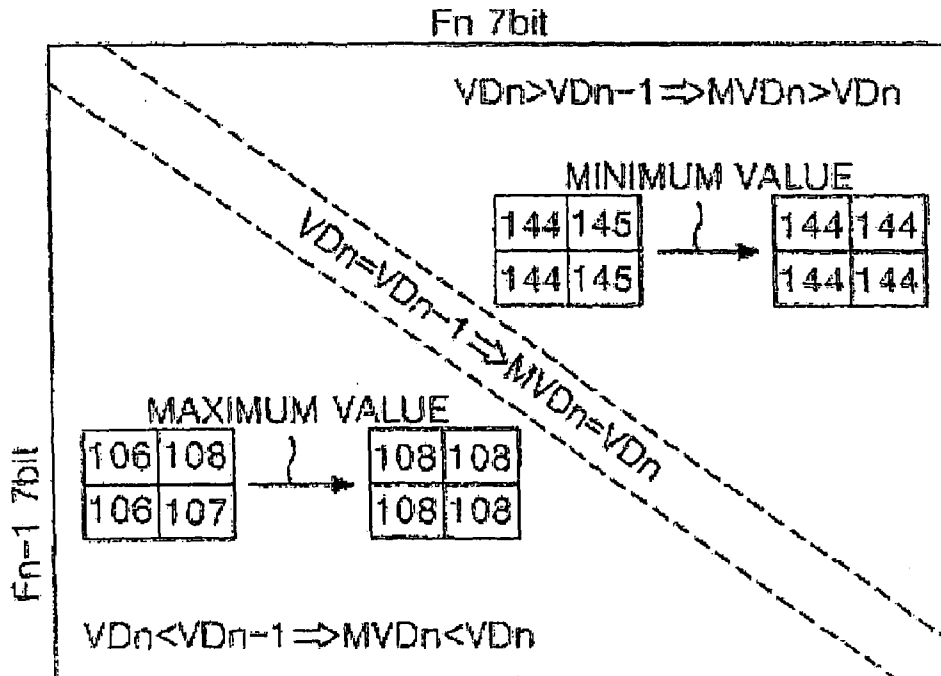 Fn 7bit
VDn>VDn-1⇒MVDn>VDn
MINIMUM VALUE
144 145
144 145
144 144
144 144
VDn=VDn-1⇒MVDn=VDn
MAXIMUM VALUE
106 108
106 107
108 108
108 108
Fn-1 7bit
VDn<VDn-1⇒MVDn<VDn